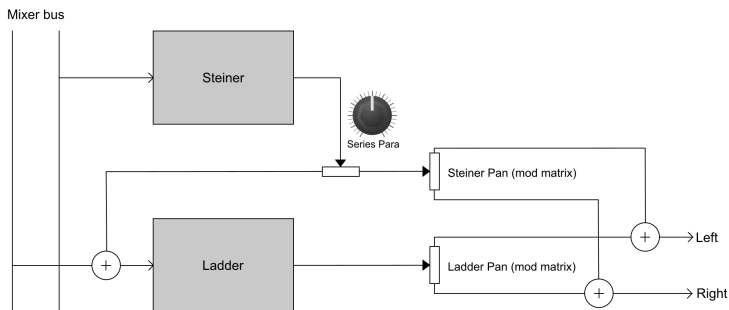 Mixer bus
Steiner
Series Para
Steiner Pan (mod matrix)
+
Left
+
Ladder
Ladder Pan (mod matrix)
+
Right